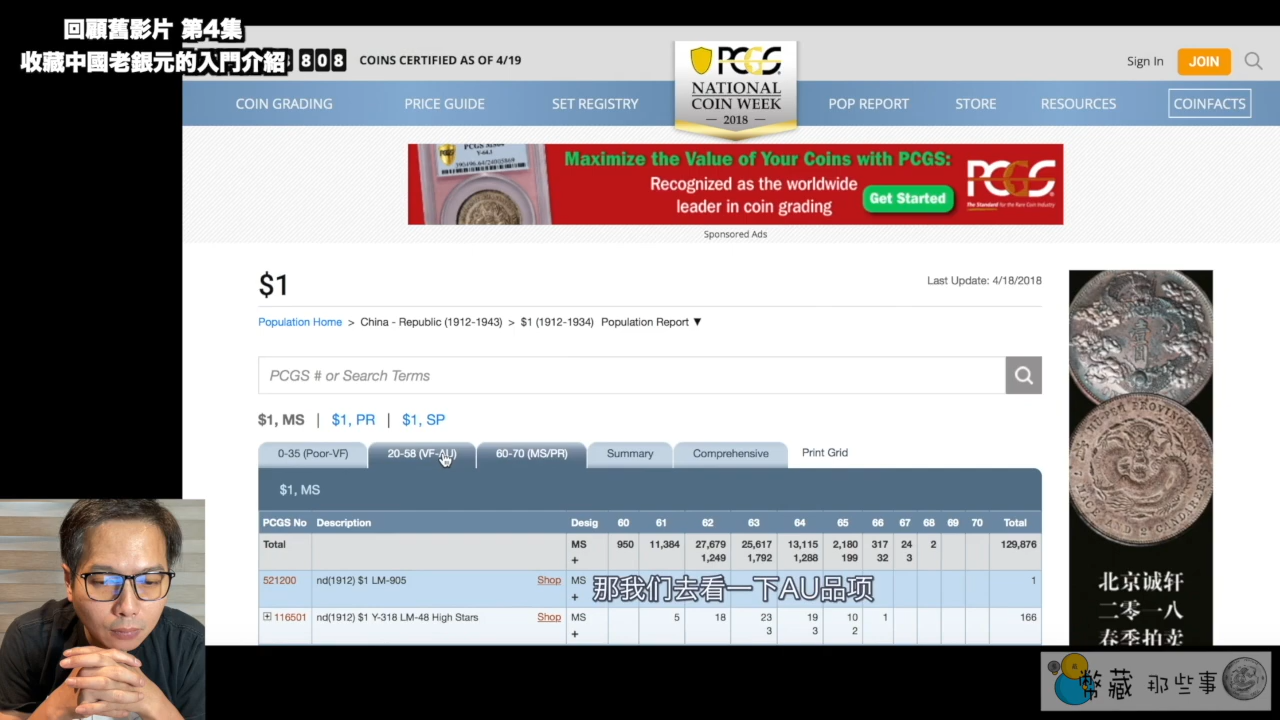 回顧舊影片 第4集
收藏中國老銀元的入門介紹
808 COINS CERTIFIED AS OF 4/19
PCGS
NATIONAL
COIN WEEK
— 2018 —
Sign In JOIN
COIN GRADING PRICE GUIDE SET REGISTRY POP REPORT STORE RESOURCES COINFACTS
Maximize the Value of Your Coins with PCGS:
Recognized as the worldwide
leader in coin grading
Get Started
PCGS
The Standard for the Rare Coin Industry
Sponsored Ads
$1
Last Update: 4/18/2018
Population Home > China - Republic (1912-1943) > $1 (1912-1934) Population Report ▼
PCGS # or Search Terms
$1, MS | $1, PR | $1, SP
0-35 (Poor-VF) 20-58 (VF-AU) 60-70 (MS/PR) Summary Comprehensive Print Grid
$1, MS
PCGS No Description Desig 60 61 62 63 64 65 66 67 68 69 70 Total
Total MS 950 11,384 27,679 25,617 13,115 2,180 317 24 2 129,876
+ 1,249 1,792 1,288 199 32 3
521200 nd(1912) $1 LM-905 Shop MS 1
+
那我们去看一下AU品项
116501 nd(1912) $1 Y-318 LM-48 High Stars Shop MS 5 18 23 19 10 1 166
+ 3 3 2
北京诚轩
二零一八
春季拍卖
幣藏 那些事